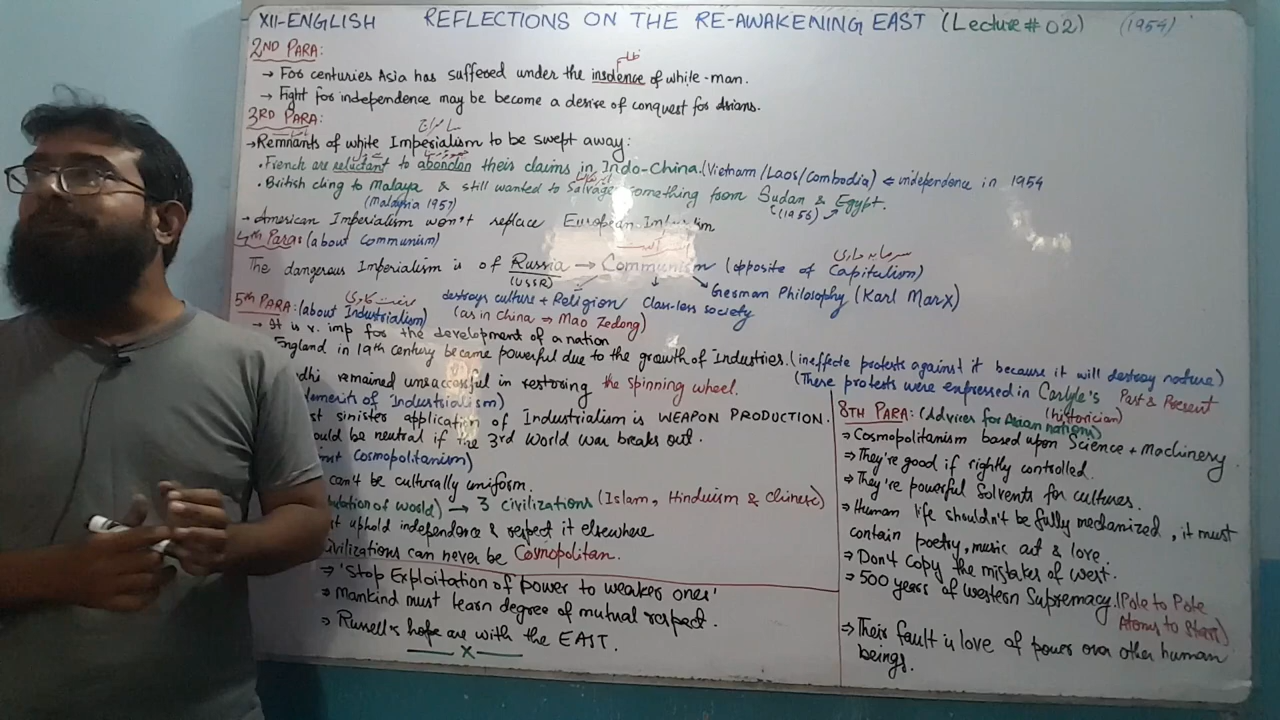 XII-ENGLISH REFLECTIONS ON THE RE-AWAKENING EAST (Lecture # 02) (1954)
2ND PARA:
ظلم
→ For centuries Asia has suffered under the insolence of white-man.
→ Fight for independence may be become a desire of conquest for Asians.
3RD PARA:
سامراج
→ Remnants of white Imperialism to be swept away:
• French are reluctant to abandon their claims in Indo-China. (Vietnam/Laos/Cambodia) ← independence in 1954
• British cling to Malaya & still wanted to Salvage something from Sudan & Egypt.
(Malaysia 1957) (1956)
→ American Imperialism won't replace European
4th Para: (about Communism)
سرمایہ داری
The dangerous Imperialism is of Russia → Communism (opposite of Capitalism)
(USSR)
German Philosophy (Karl Marx)
destroys culture + Religion Class-less society
(as in China ⇒ Mao Zedong)
صنعت کاری
5th PARA: (about Industrialism)
→ It is v. imp for the development of a nation
England in 19th century became powerful due to the growth of Industries. (ineffecte protests against it because it will destroy nature)
(These protests were expressed in Carlyle's Past & Present
(historician)
dhi remained unsuccessful in restoring the spinning wheel.
demerits of Industrialism)
st sinister application of Industrialism is WEAPON PRODUCTION.
ould be neutral if the 3rd World war breaks out.
Cosmopolitanism)
can't be culturally uniform.
of world) → 3 civilizations (Islam, Hinduism & Chinese)
uphold independence & respect it elsewhere
ivilizations can never be Cosmopolitan.
⇒ 'Stop Exploitation of power to weaker ones'
⇒ Mankind must learn degree of mutual respect.
⇒ Russell's hope are with the EAST.
x
8TH PARA: (Advices for Asian nations)
⇒ Cosmopolitanism based upon Science + Machinery.
⇒ They're good if rightly controlled.
⇒ They're powerful Solvents for cultures.
⇒ Human life shouldn't be fully mechanized, it must
contain poetry, music art & love.
⇒ Don't Copy the mistakes of west.
⇒ 500 years of western Supremacy. (Pole to Pole
Atoms to Stars)
⇒ Their fault is love of power over other human
beings.